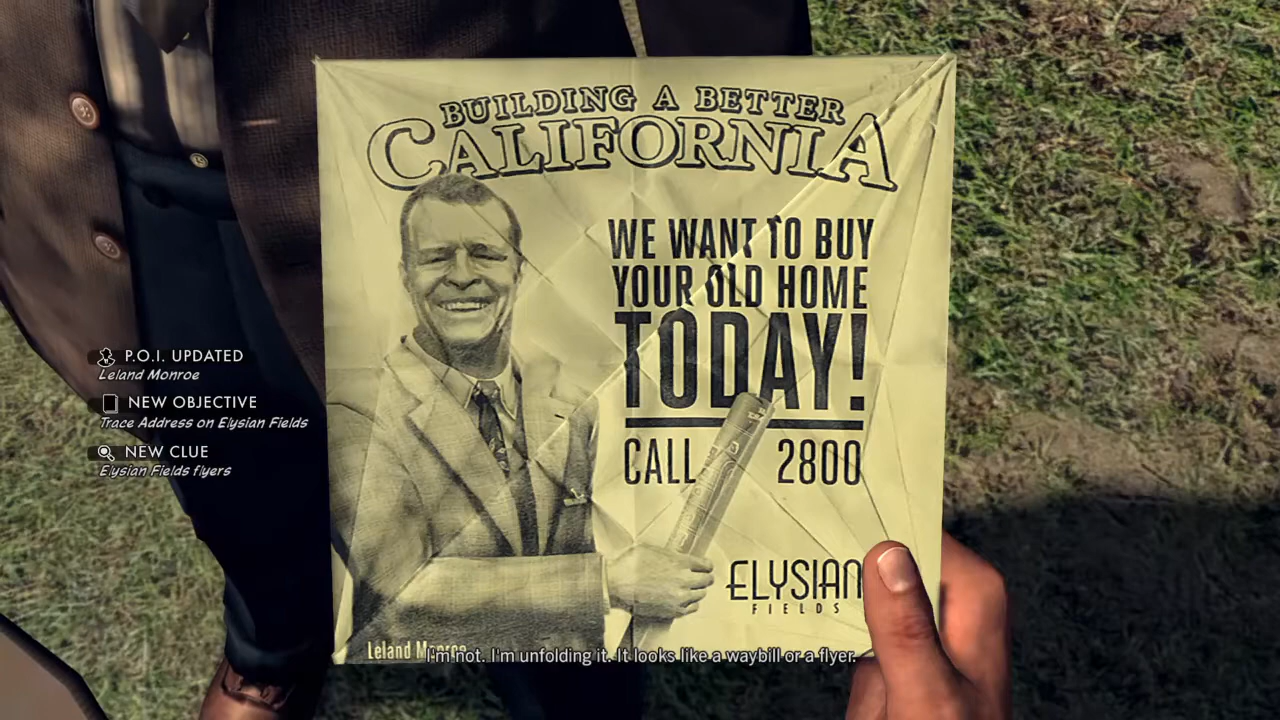 BUILDING A BETTER
CALIFORNIA
WE WANT TO BUY
YOUR OLD HOME
TODAY!
CALL 2800
ELYSIAN
FIELDS
Leland Monroe
P.O.I. UPDATED
Leland Monroe
NEW OBJECTIVE
Trace Address on Elysian Fields
NEW CLUE
Elysian Fields flyers
I'm not. I'm unfolding it. It looks like a waybill or a flyer.